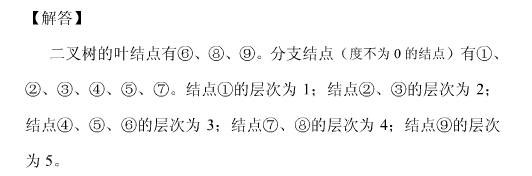 【解答】
二叉树的叶结点有⑥、⑧、⑨。分支结点（度不为 0 的结点）有①、
②、③、④、⑤、⑦。结点①的层次为 1；结点②、③的层次为 2；
结点④、⑤、⑥的层次为 3；结点⑦、⑧的层次为 4；结点⑨的层次
为 5。